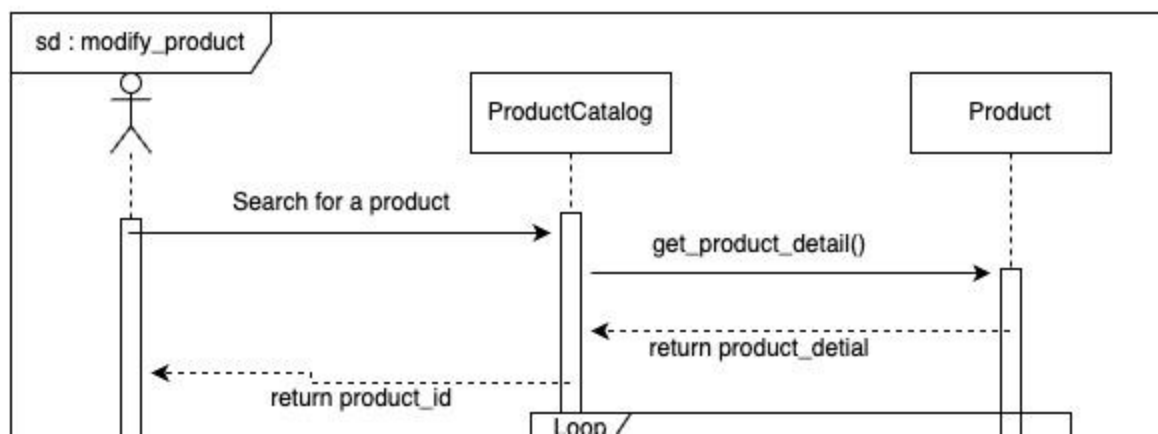 sd : modify_product
ProductCatalog
Product
Search for a product
get_product_detail()
return product_detial
return product_id
Loop